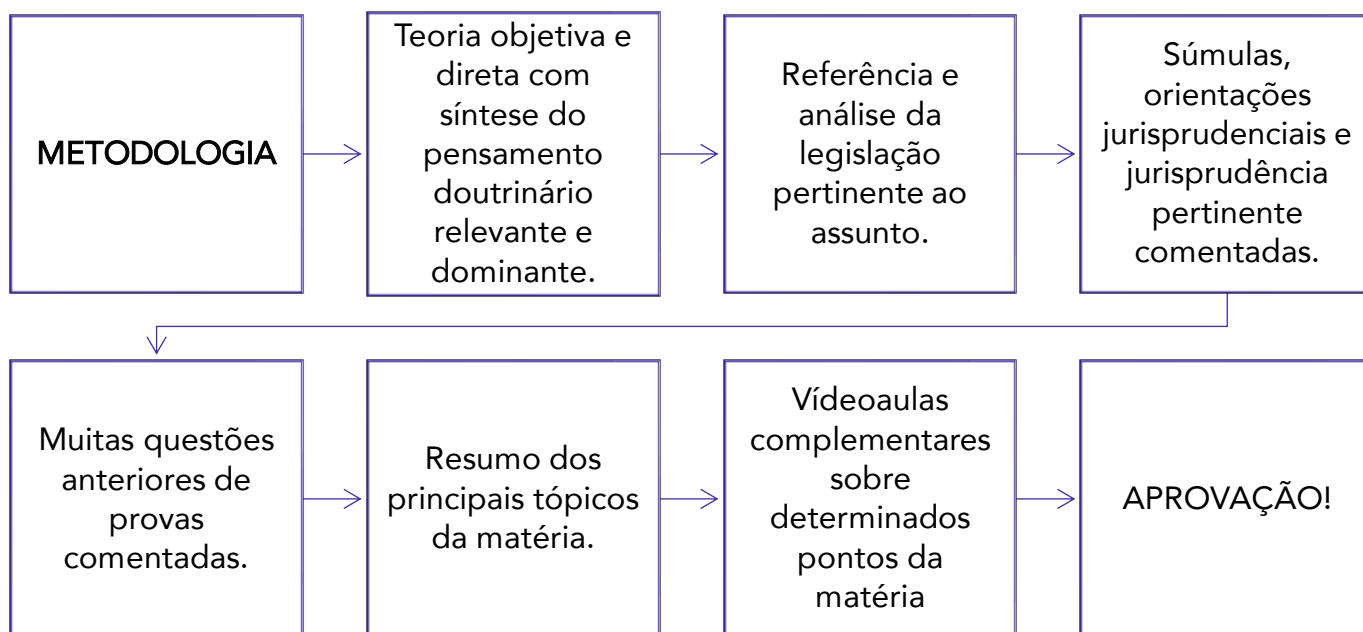 METODOLOGIA
Teoria objetiva e
direta com
síntese do
pensamento
doutrinário
relevante e
dominante.
Referência e
análise da
legislação
pertinente ao
assunto.
Súmulas,
orientações
jurisprudenciais e
jurisprudência
pertinente
comentadas.
Muitas questões
anteriores de
provas
comentadas.
Resumo dos
principais tópicos
da matéria.
Vídeoaulas
complementares
sobre
determinados
pontos da
matéria
APROVAÇÃO!